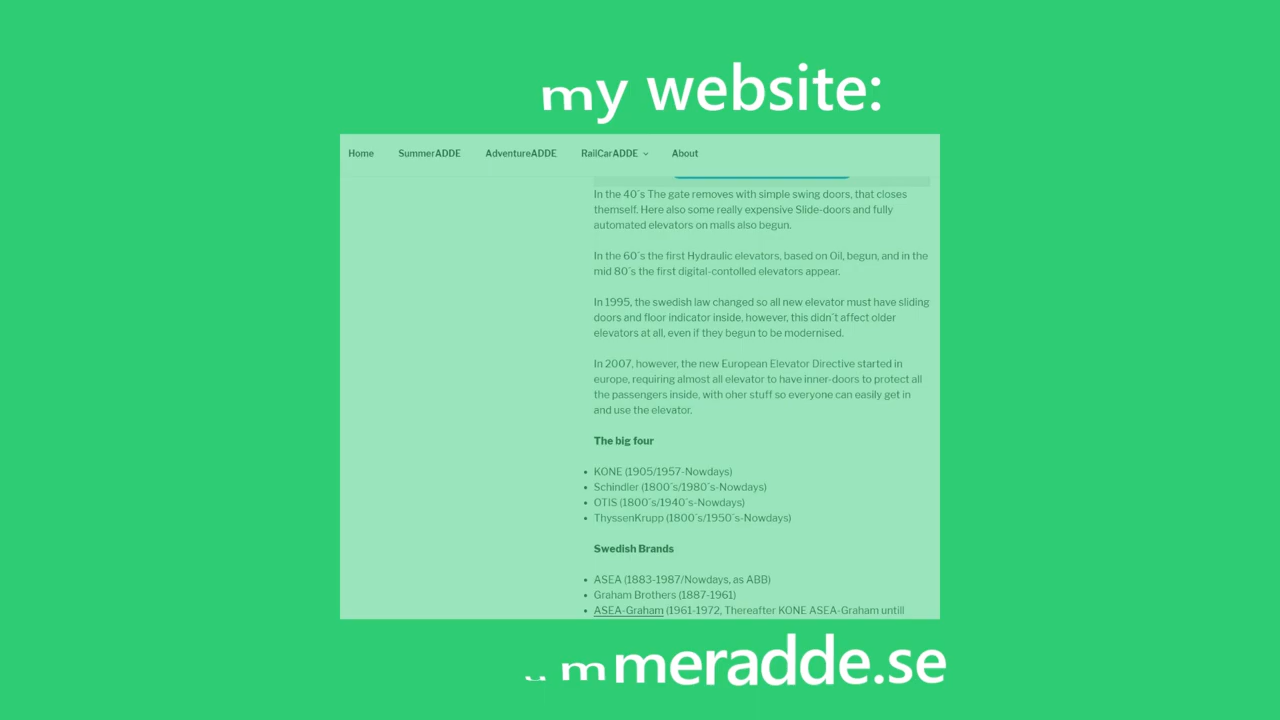 my website:
Home SummerADDE AdventureADDE RailCarADDE About
In the 40´s The gate removes with simple swing doors, that closes
themself. Here also some really expensive Slide-doors and fully
automated elevators on malls also begun.
In the 60´s the first Hydraulic elevators, based on Oil, begun, and in the
mid 80´s the first digital-contolled elevators appear.
In 1995, the swedish law changed so all new elevator must have sliding
doors and floor indicator inside, however, this didn´t affect older
elevators at all, even if they begun to be modernised.
In 2007, however, the new European Elevator Directive started in
europe, requiring almost all elevator to have inner-doors to protect all
the passengers inside, with oher stuff so everyone can easily get in
and use the elevator.
The big four
• KONE (1905/1957-Nowdays)
• Schindler (1800´s/1980´s-Nowdays)
• OTIS (1800´s/1940´s-Nowdays)
• ThyssenKrupp (1800´s/1950´s-Nowdays)
Swedish Brands
• ASEA (1883-1987/Nowdays, as ABB)
• Graham Brothers (1887-1961)
• ASEA-Graham (1961-1972, Thereafter KONE ASEA-Graham untill
ummeradde.se